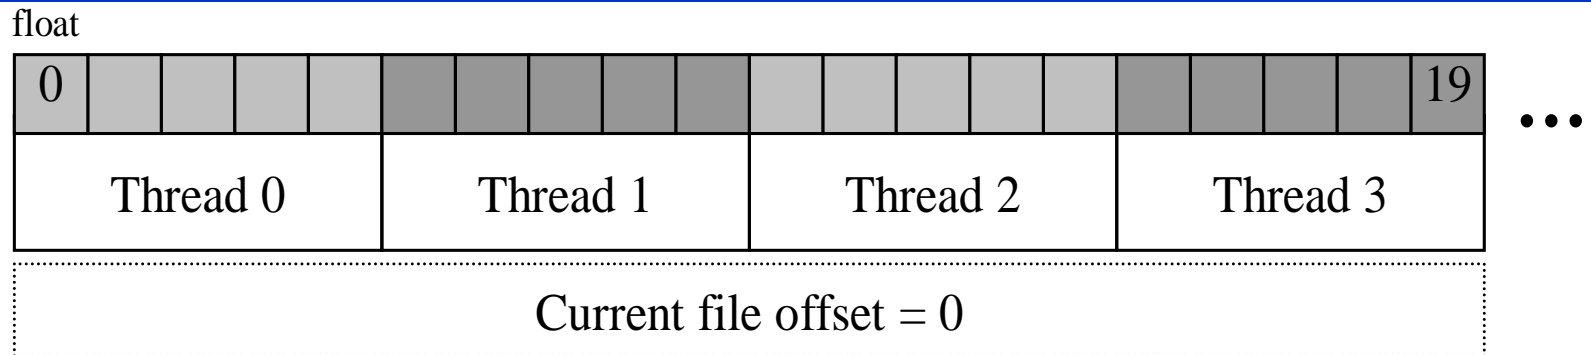 float
0 19
Thread 0 Thread 1 Thread 2 Thread 3
Current file offset = 0